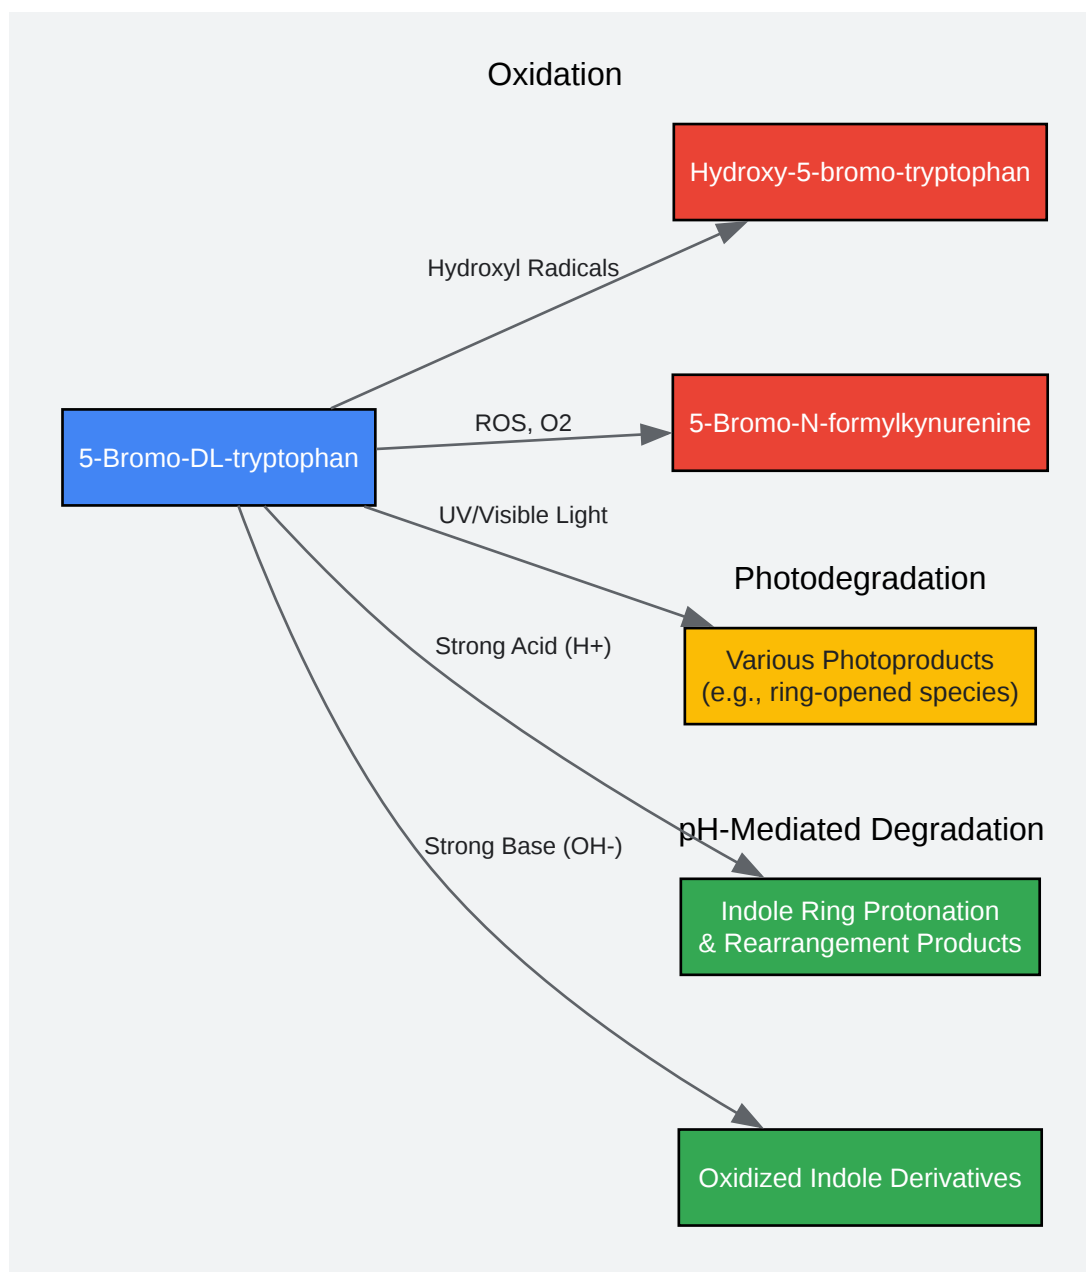 Oxidation
Hydroxy-5-bromo-tryptophan
Hydroxyl Radicals
5-Bromo-DL-tryptophan
ROS, O2
5-Bromo-N-formylkynurenine
UV/Visible Light
Photodegradation
Various Photoproducts
(e.g., ring-opened species)
Strong Acid (H+)
pH-Mediated Degradation
Strong Base (OH-)
Indole Ring Protonation
& Rearrangement Products
Oxidized Indole Derivatives